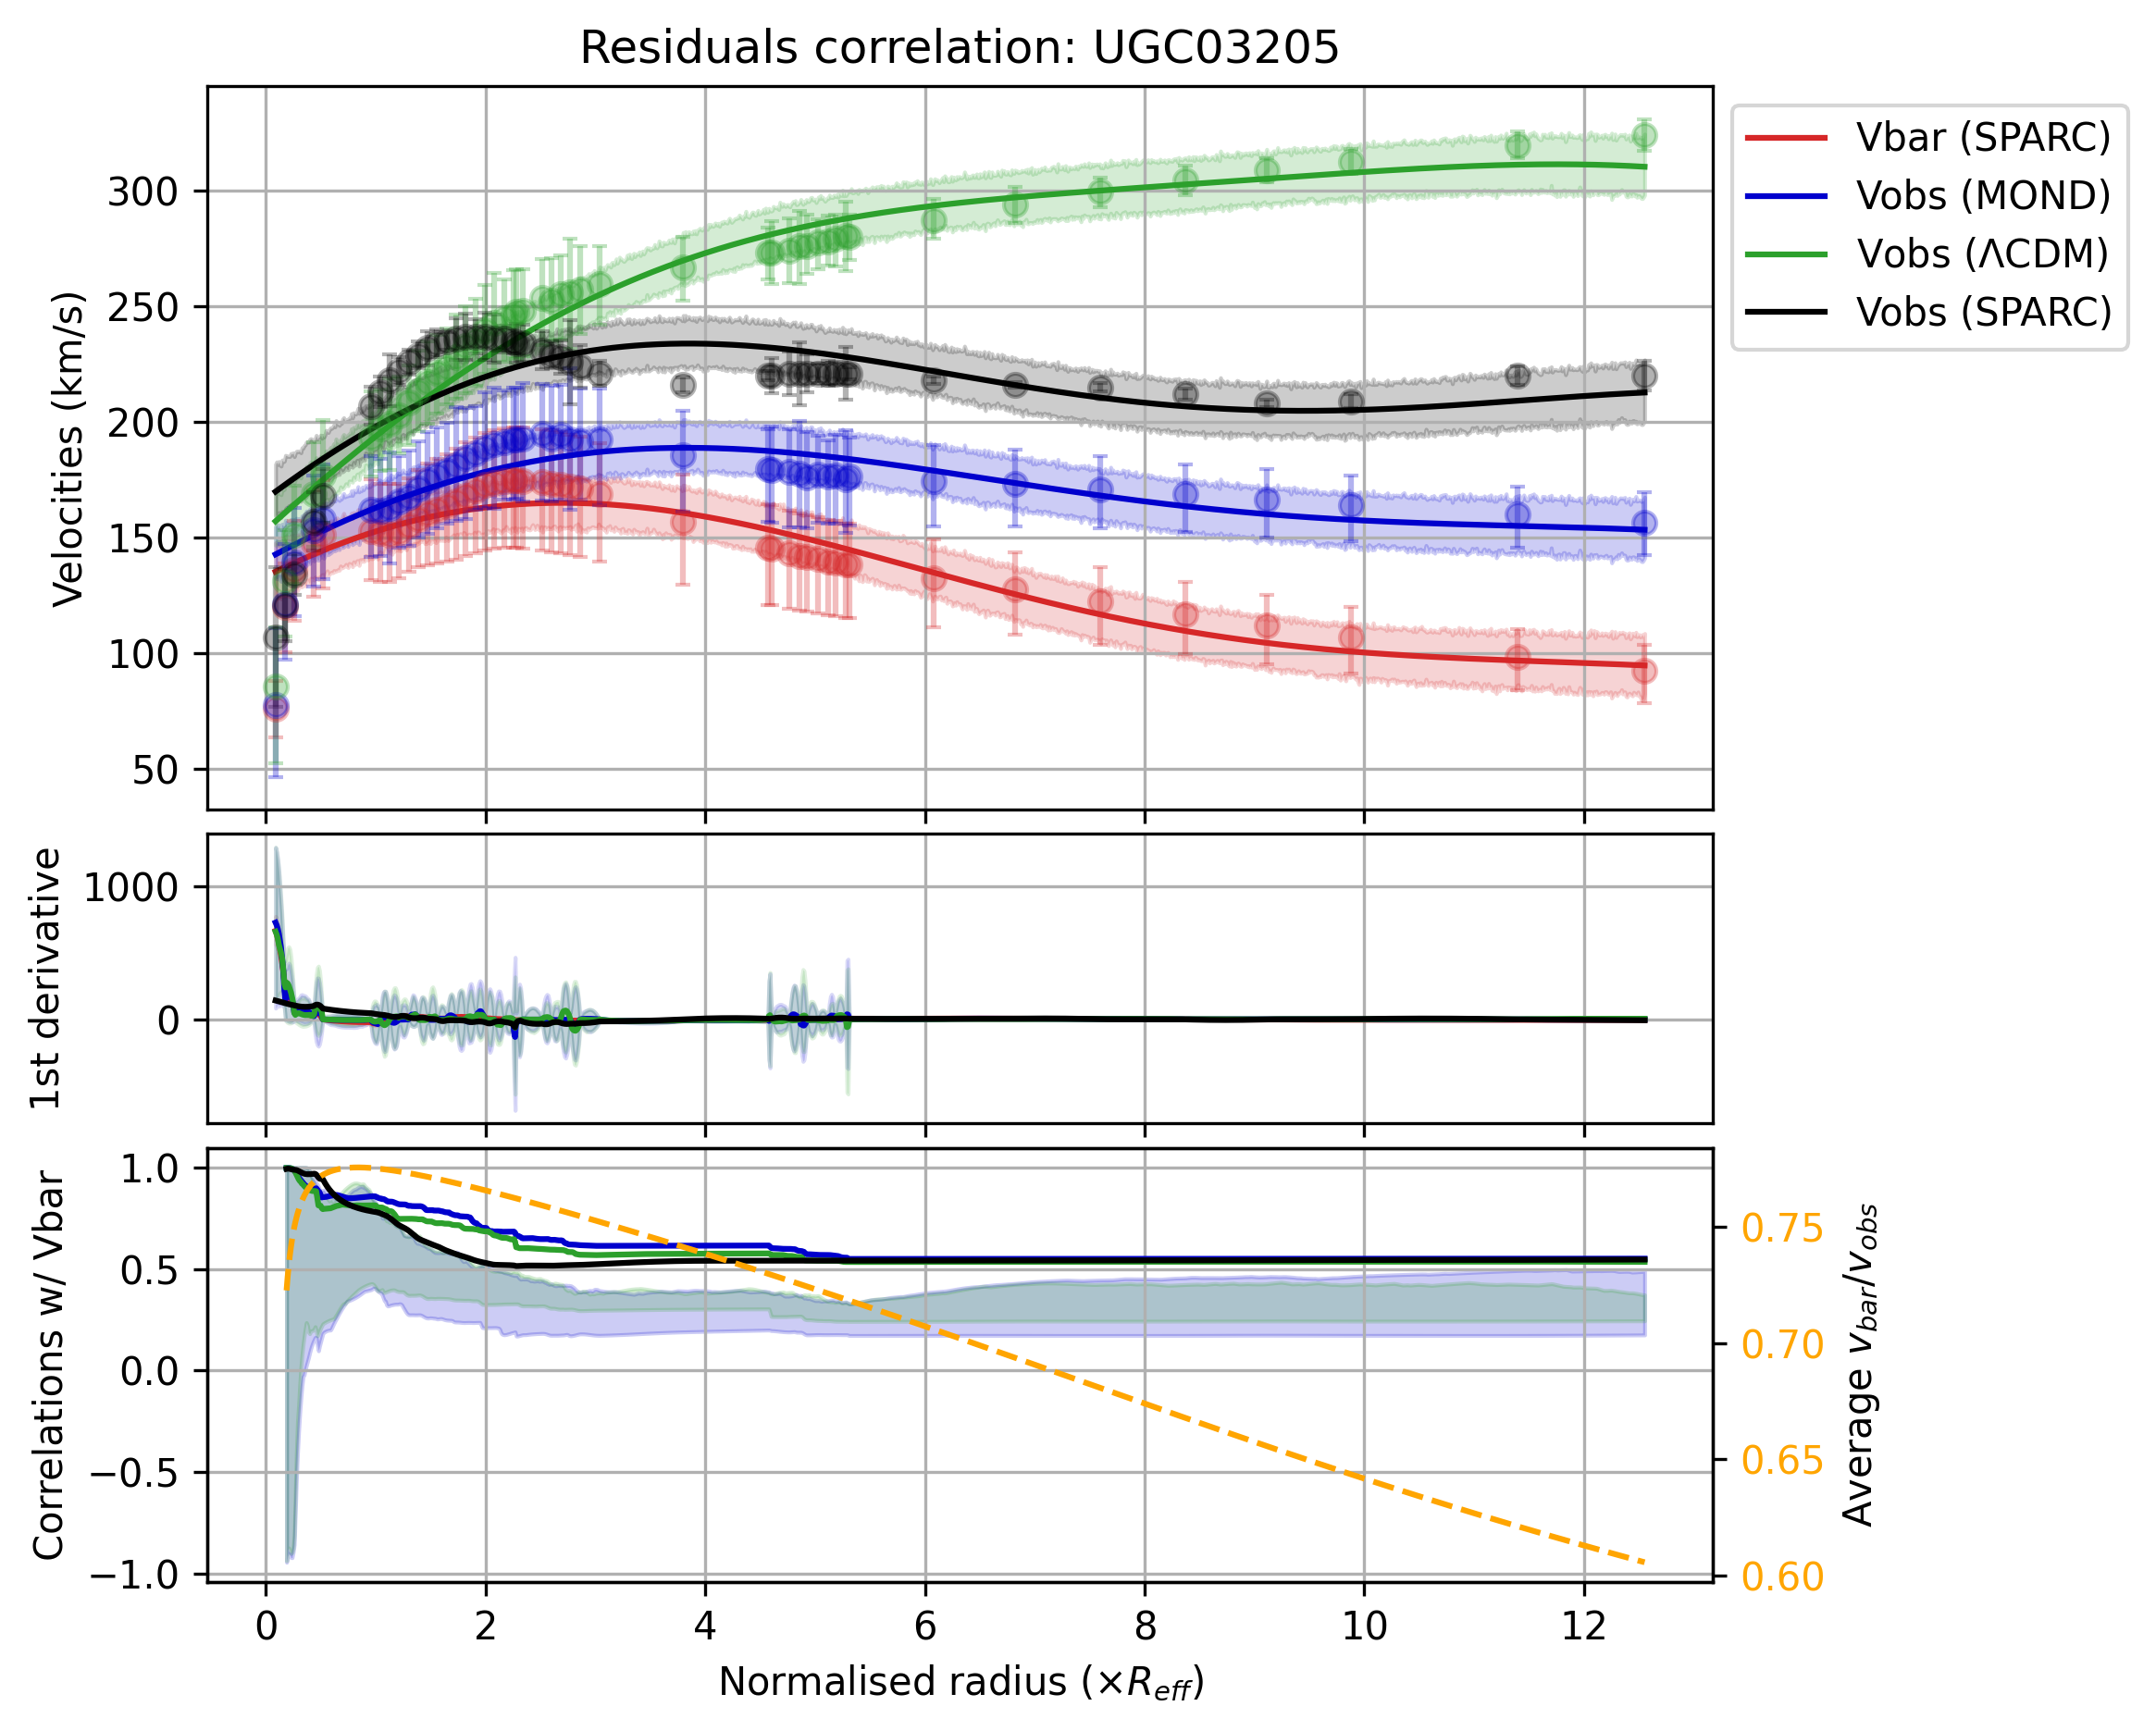 Residuals correlation: UGC03205
Velocities (km/s)
300
250
200
150
100
50
Vbar (SPARC)
Vobs (MOND)
Vobs (ΛCDM)
Vobs (SPARC)
1st derivative
1000
0
Correlations w/ Vbar
1.0
0.5
0.0
−0.5
−1.0
0.75
0.70
0.65
0.60
Average v_bar/v_obs
0 2 4 6 8 10 12
Normalised radius (×R_eff)